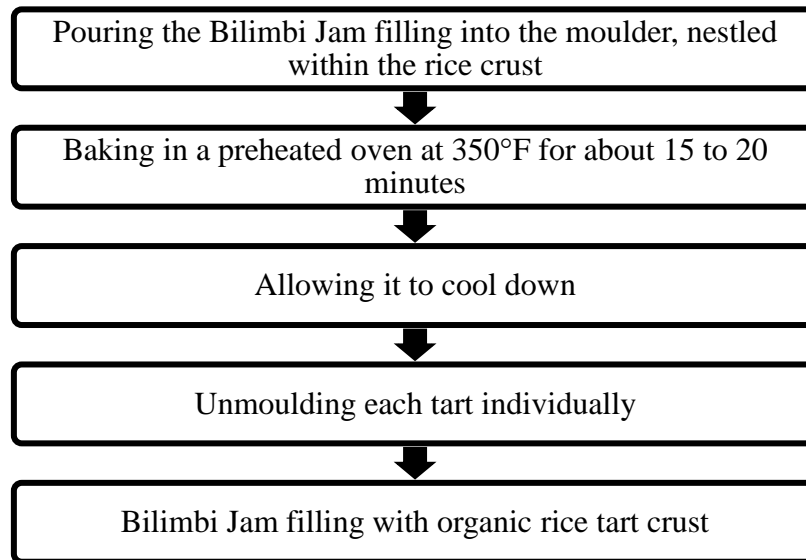 Pouring the Bilimbi Jam filling into the moulder, nestled
within the rice crust
Baking in a preheated oven at 350°F for about 15 to 20
minutes
Allowing it to cool down
Unmoulding each tart individually
Bilimbi Jam filling with organic rice tart crust